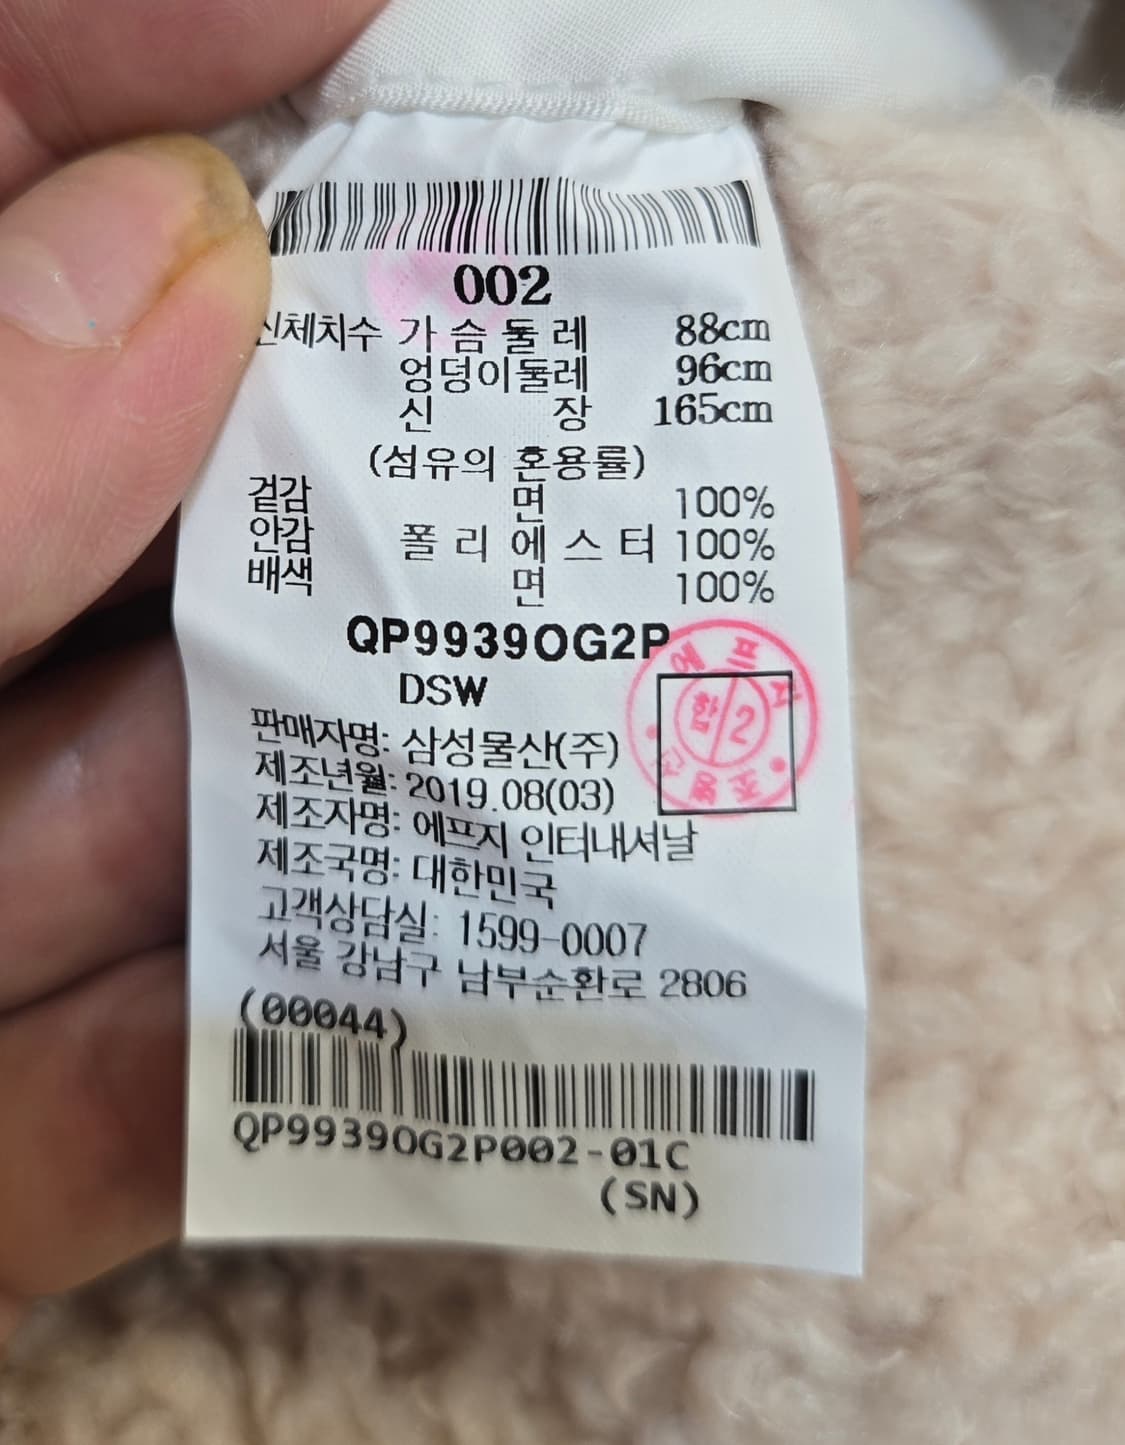 002
신체치수 가슴둘레 88cm
엉덩이둘레 96cm
신장 165cm
(섬유의 혼용률)
겉감 면 100%
안감 폴리에스터 100%
배색 면 100%
QP9939OG2P
DSW
판매자명: 삼성물산(주)
제조년월: 2019.08(03)
제조자명: 에프지 인터내셔날
제조국명: 대한민국
고객상담실: 1599-0007
서울 강남구 남부순환로 2806
(00044)
QP9939OG2P002-01C
(SN)
에프지
합/2